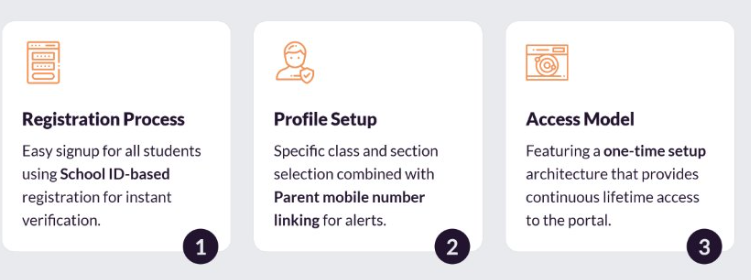 Registration Process
Easy signup for all students
using School ID-based
registration for instant
verification.
1
Profile Setup
Specific class and section
selection combined with
Parent mobile number
linking for alerts.
2
Access Model
Featuring a one-time setup
architecture that provides
continuous lifetime access
to the portal.
3